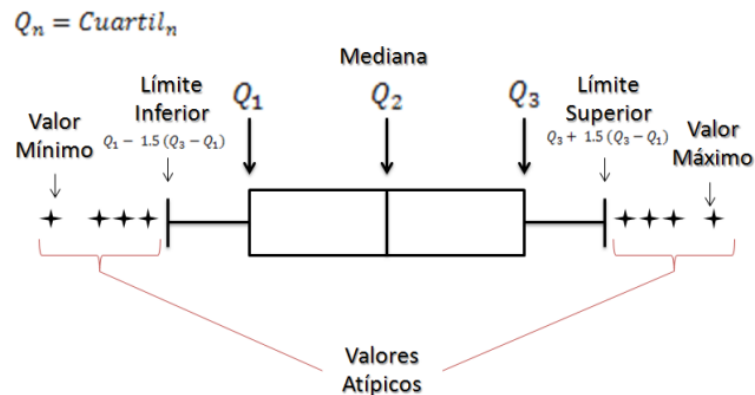 Qₙ = Cuartilₙ
Mediana
Límite
Inferior
Q₁ − 1.5 (Q₃ − Q₁)
Q₁
Q₂
Q₃
Límite
Superior
Q₃ + 1.5 (Q₃ − Q₁)
Valor
Mínimo
Valor
Máximo
Valores
Atípicos